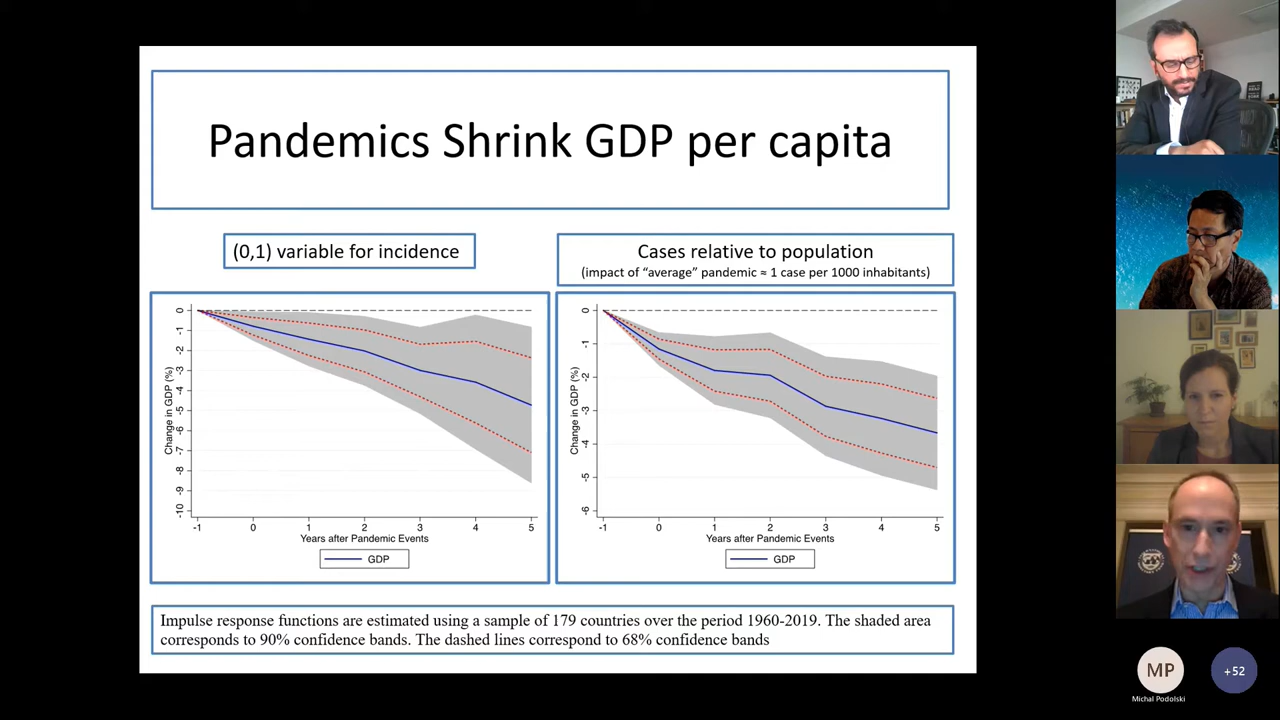 Pandemics Shrink GDP per capita
(0,1) variable for incidence
Cases relative to population
(impact of “average” pandemic ≈ 1 case per 1000 inhabitants)
0
-1
-2
-3
-4
-5
-6
-7
-8
-9
-10
Change in GDP (%)
-1 0 1 2 3 4 5
Years after Pandemic Events
GDP
0
-1
-2
-3
-4
-5
-6
Change in GDP (%)
-1 0 1 2 3 4 5
Years after Pandemic Events
GDP
Impulse response functions are estimated using a sample of 179 countries over the period 1960-2019. The shaded area
corresponds to 90% confidence bands. The dashed lines correspond to 68% confidence bands
MP
Michal Podolski
+52